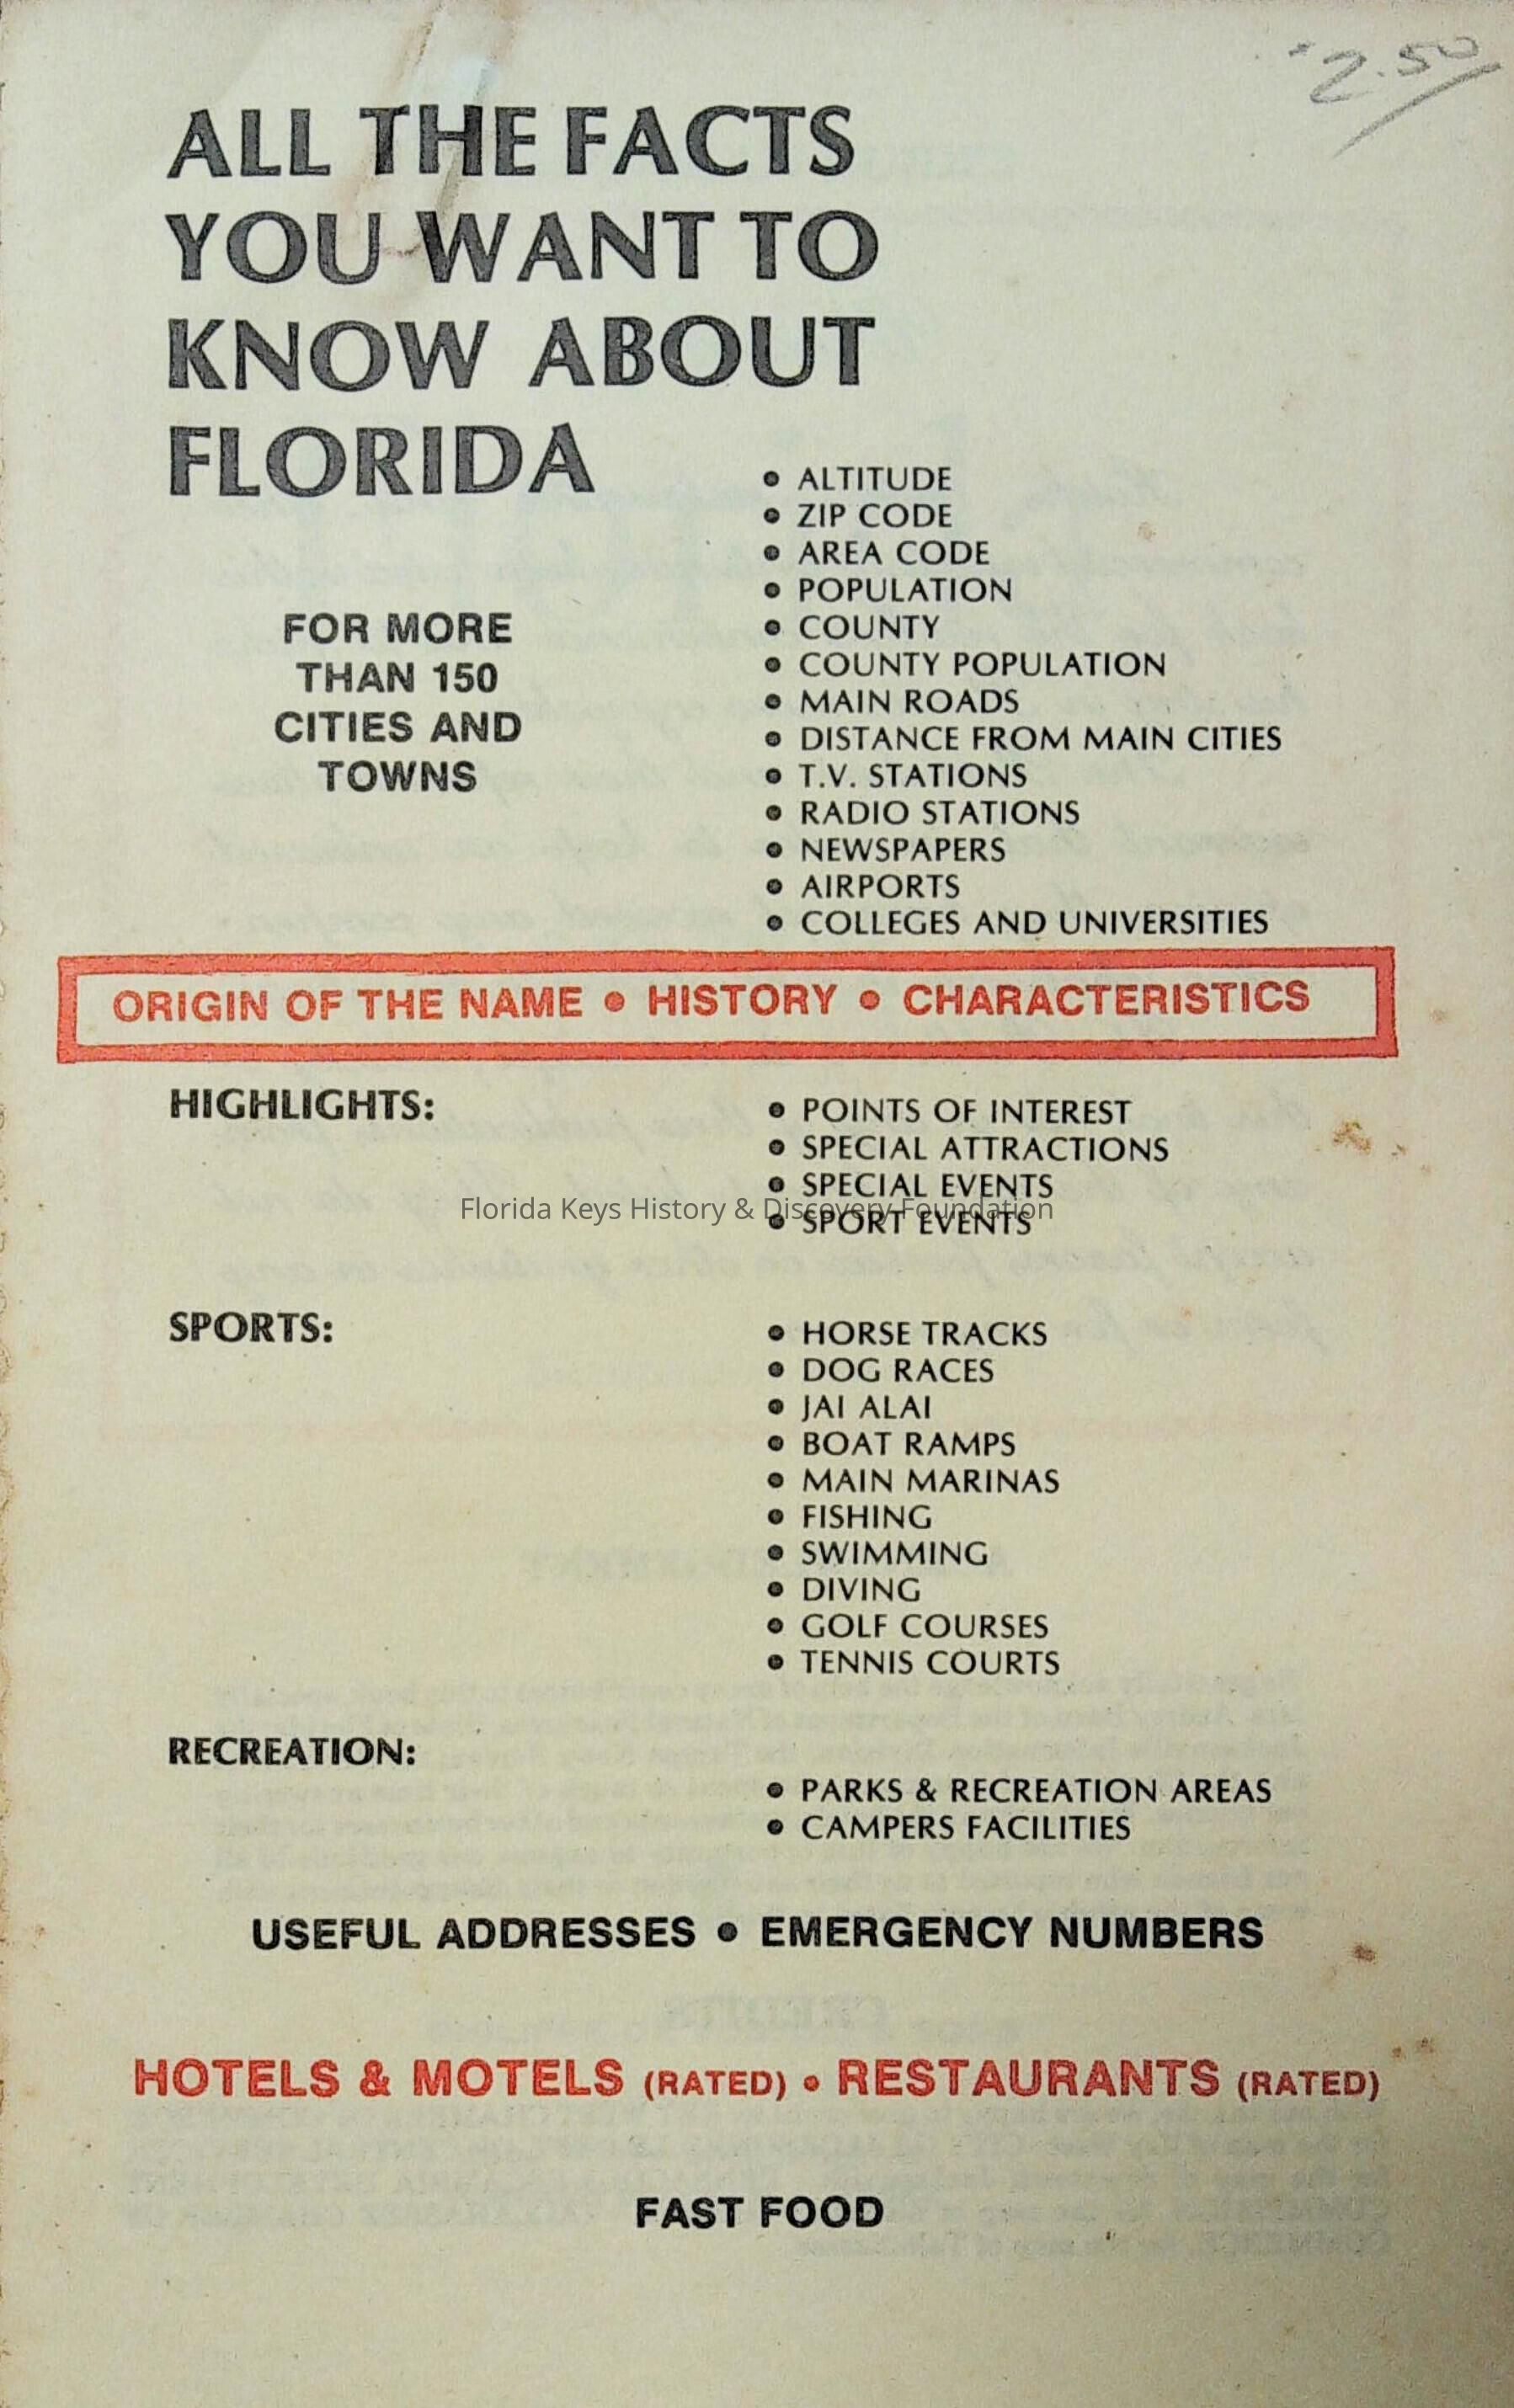 $2.50
ALL THE FACTS
YOU WANT TO
KNOW ABOUT
FLORIDA
FOR MORE
THAN 150
CITIES AND
TOWNS
• ALTITUDE
• ZIP CODE
• AREA CODE
• POPULATION
• COUNTY
• COUNTY POPULATION
• MAIN ROADS
• DISTANCE FROM MAIN CITIES
• T.V. STATIONS
• RADIO STATIONS
• NEWSPAPERS
• AIRPORTS
• COLLEGES AND UNIVERSITIES
ORIGIN OF THE NAME • HISTORY • CHARACTERISTICS
HIGHLIGHTS:
• POINTS OF INTEREST
• SPECIAL ATTRACTIONS
• SPECIAL EVENTS
Florida Keys History & Discovery Foundation
• SPORT EVENTS
SPORTS:
• HORSE TRACKS
• DOG RACES
• JAI ALAI
• BOAT RAMPS
• MAIN MARINAS
• FISHING
• SWIMMING
• DIVING
• GOLF COURSES
• TENNIS COURTS
RECREATION:
• PARKS & RECREATION AREAS
• CAMPERS FACILITIES
USEFUL ADDRESSES • EMERGENCY NUMBERS
HOTELS & MOTELS (RATED) • RESTAURANTS (RATED)
FAST FOOD